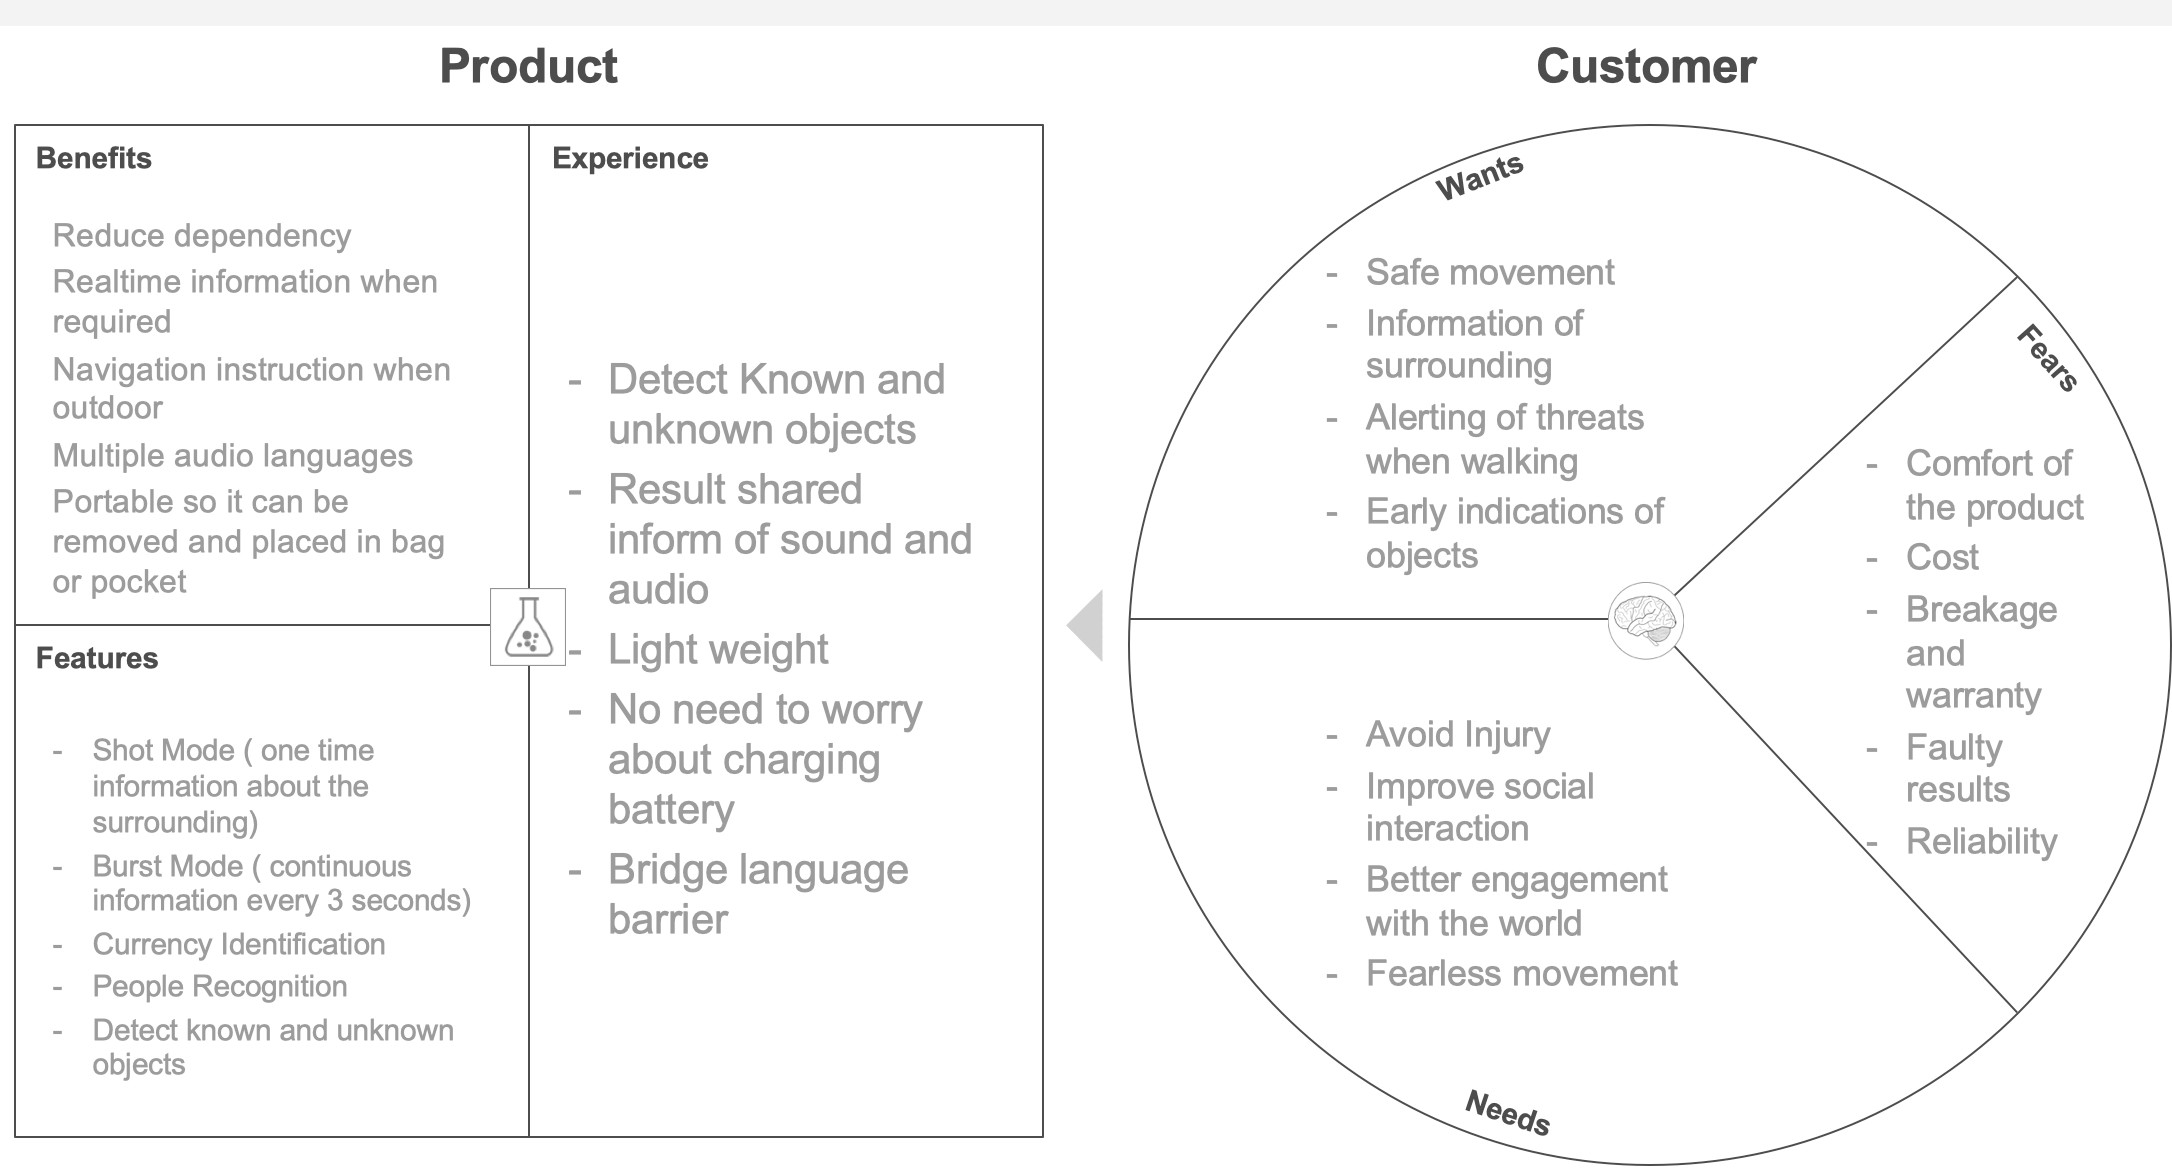 Product
Benefits
Reduce dependency
Realtime information when
required
Navigation instruction when
outdoor
Multiple audio languages
Portable so it can be
removed and placed in bag
or pocket
Features
- Shot Mode ( one time
information about the
surrounding)
- Burst Mode ( continuous
information every 3 seconds)
- Currency Identification
- People Recognition
- Detect known and unknown
objects
Experience
- Detect Known and
unknown objects
- Result shared
inform of sound and
audio
- Light weight
- No need to worry
about charging
battery
- Bridge language
barrier
Customer
Wants
- Safe movement
- Information of
surrounding
- Alerting of threats
when walking
- Early indications of
objects
Fears
- Comfort of
the product
- Cost
- Breakage
and
warranty
- Faulty
results
- Reliability
- Avoid Injury
- Improve social
interaction
- Better engagement
with the world
- Fearless movement
Needs